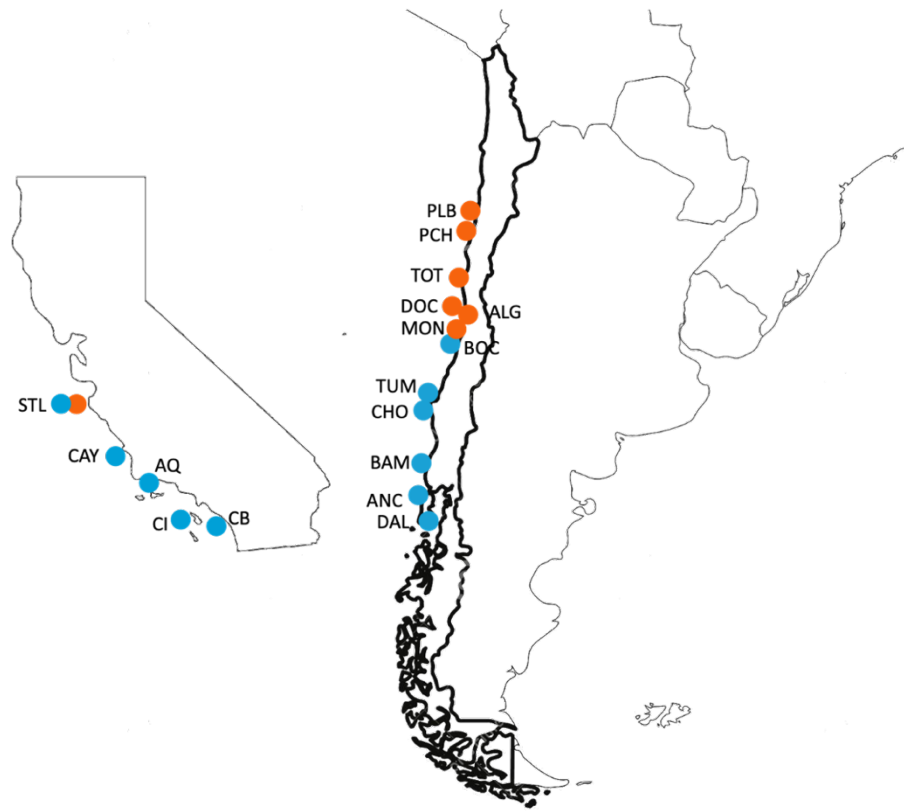 PLB
PCH
TOT
DOC
ALG
MON
BOC
TUM
CHO
BAM
ANC
DAL
STL
CAY
AQ
CI
CB